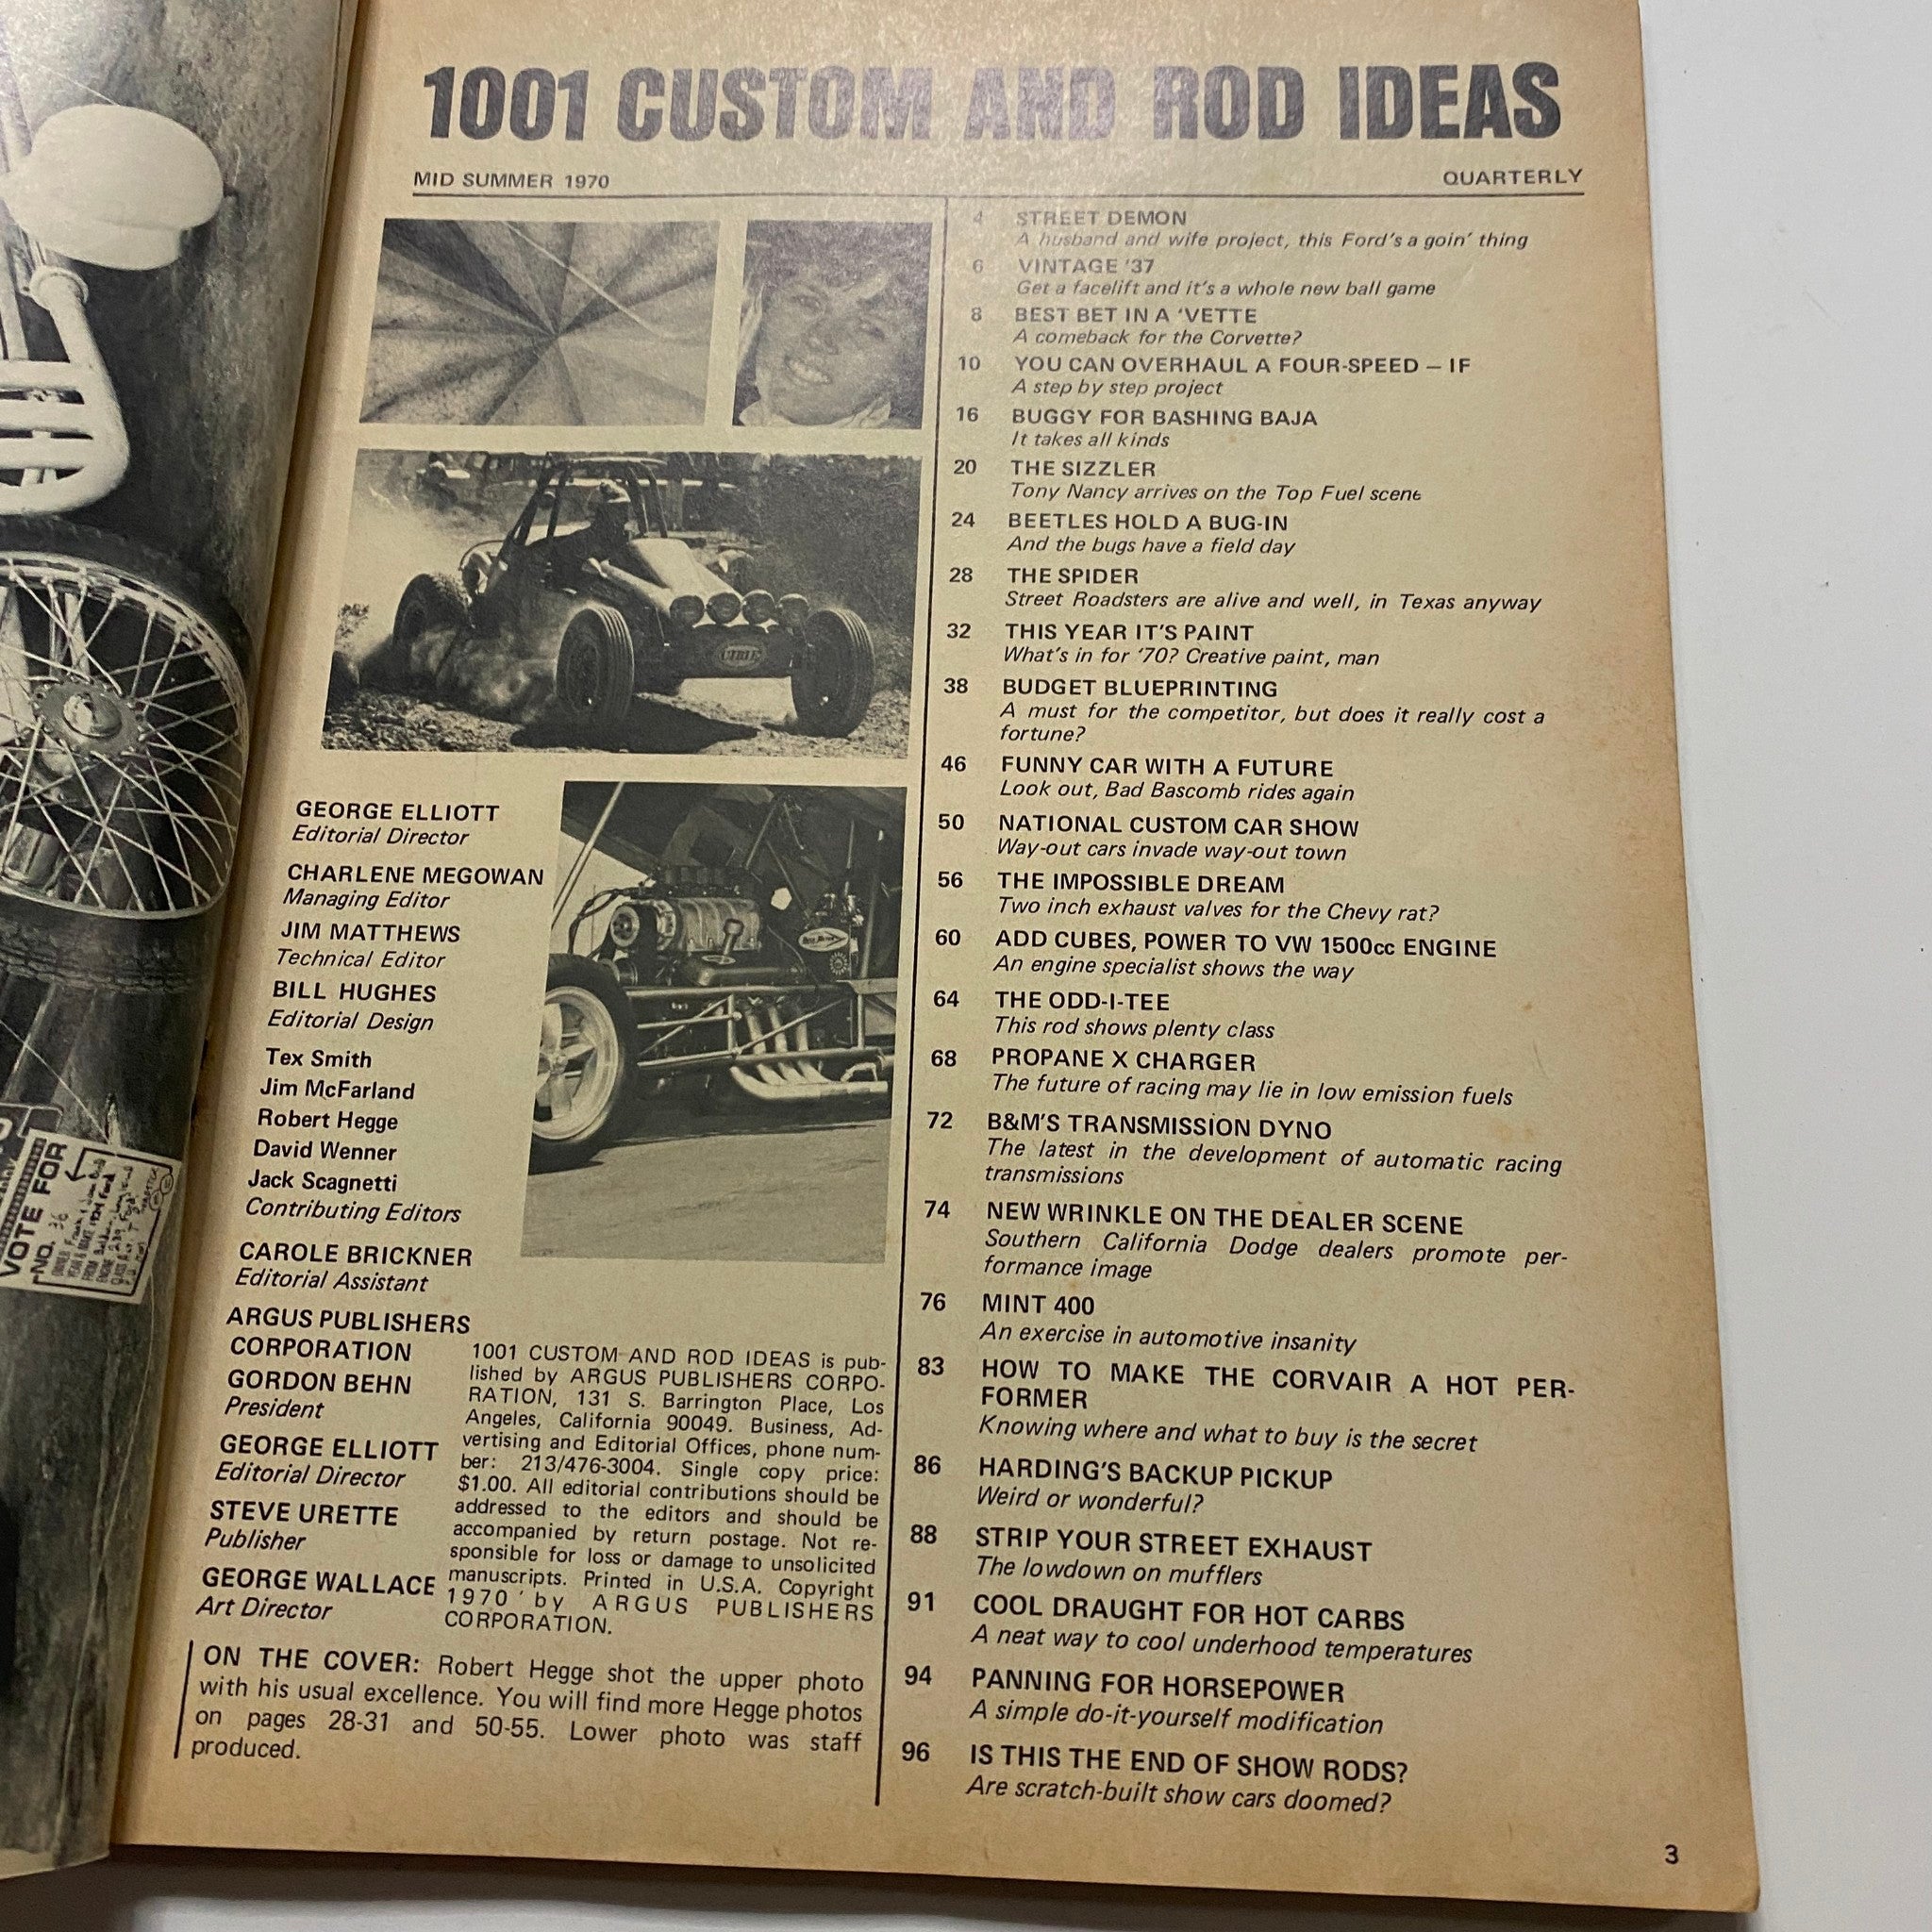 1001 CUSTOM AND ROD IDEAS
MID SUMMER 1970
QUARTERLY
GEORGE ELLIOTT
Editorial Director
CHARLENE MEGOWAN
Managing Editor
JIM MATTHEWS
Technical Editor
BILL HUGHES
Editorial Design
Tex Smith
Jim McFarland
Robert Hegge
David Wenner
Jack Scagnetti
Contributing Editors
CAROLE BRICKNER
Editorial Assistant
ARGUS PUBLISHERS
CORPORATION
GORDON BEHN
President
GEORGE ELLIOTT
Editorial Director
STEVE URETTE
Publisher
GEORGE WALLACE
Art Director
1001 CUSTOM AND ROD IDEAS is pub-
lished by ARGUS PUBLISHERS CORPO-
RATION, 131 S. Barrington Place, Los
Angeles, California 90049. Business, Ad-
vertising and Editorial Offices, phone num-
ber: 213/476-3004. Single copy price:
$1.00. All editorial contributions should be
addressed to the editors and should be
accompanied by return postage. Not re-
sponsible for loss or damage to unsolicited
manuscripts. Printed in U.S.A. Copyright
1970 by ARGUS PUBLISHERS
CORPORATION.
ON THE COVER: Robert Hegge shot the upper photo
with his usual excellence. You will find more Hegge photos
on pages 28-31 and 50-55. Lower photo was staff
produced.
4 STREET DEMON
A husband and wife project, this Ford's a goin' thing
6 VINTAGE '37
Get a facelift and it's a whole new ball game
8 BEST BET IN A 'VETTE
A comeback for the Corvette?
10 YOU CAN OVERHAUL A FOUR-SPEED – IF
A step by step project
16 BUGGY FOR BASHING BAJA
It takes all kinds
20 THE SIZZLER
Tony Nancy arrives on the Top Fuel scene
24 BEETLES HOLD A BUG-IN
And the bugs have a field day
28 THE SPIDER
Street Roadsters are alive and well, in Texas anyway
32 THIS YEAR IT'S PAINT
What's in for '70? Creative paint, man
38 BUDGET BLUEPRINTING
A must for the competitor, but does it really cost a
fortune?
46 FUNNY CAR WITH A FUTURE
Look out, Bad Bascomb rides again
50 NATIONAL CUSTOM CAR SHOW
Way-out cars invade way-out town
56 THE IMPOSSIBLE DREAM
Two inch exhaust valves for the Chevy rat?
60 ADD CUBES, POWER TO VW 1500cc ENGINE
An engine specialist shows the way
64 THE ODD-I-TEE
This rod shows plenty class
68 PROPANE X CHARGER
The future of racing may lie in low emission fuels
72 B&M'S TRANSMISSION DYNO
The latest in the development of automatic racing
transmissions
74 NEW WRINKLE ON THE DEALER SCENE
Southern California Dodge dealers promote per-
formance image
76 MINT 400
An exercise in automotive insanity
83 HOW TO MAKE THE CORVAIR A HOT PER-
FORMER
Knowing where and what to buy is the secret
86 HARDING'S BACKUP PICKUP
Weird or wonderful?
88 STRIP YOUR STREET EXHAUST
The lowdown on mufflers
91 COOL DRAUGHT FOR HOT CARBS
A neat way to cool underhood temperatures
94 PANNING FOR HORSEPOWER
A simple do-it-yourself modification
96 IS THIS THE END OF SHOW RODS?
Are scratch-built show cars doomed?
3
VOTE FOR
NO. 36